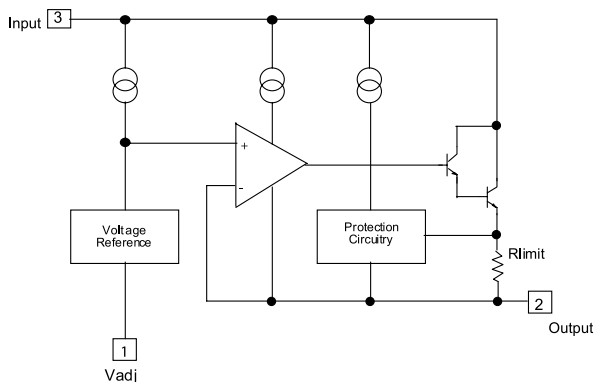 Input 3
+
-
Voltage
Reference
Protection
Circuitry
Rlimit
2
Output
1
Vadj